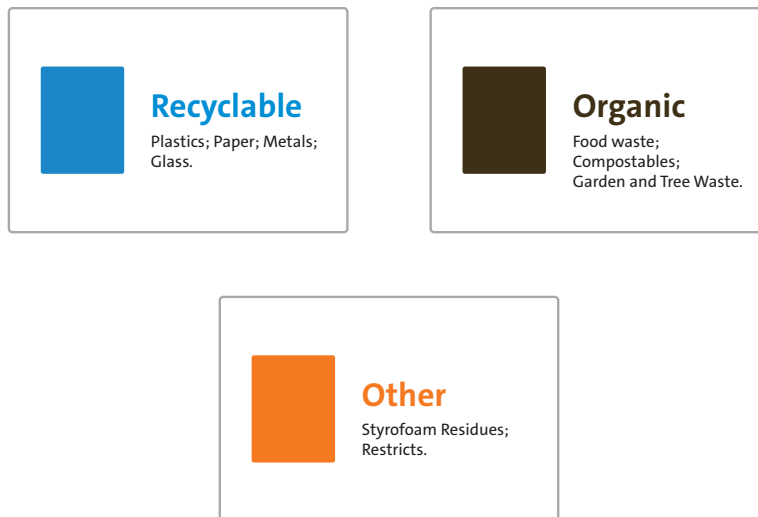 Recyclable
Plastics; Paper; Metals;
Glass.
Organic
Food waste;
Compostables;
Garden and Tree Waste.
Other
Styrofoam Residues;
Restricts.